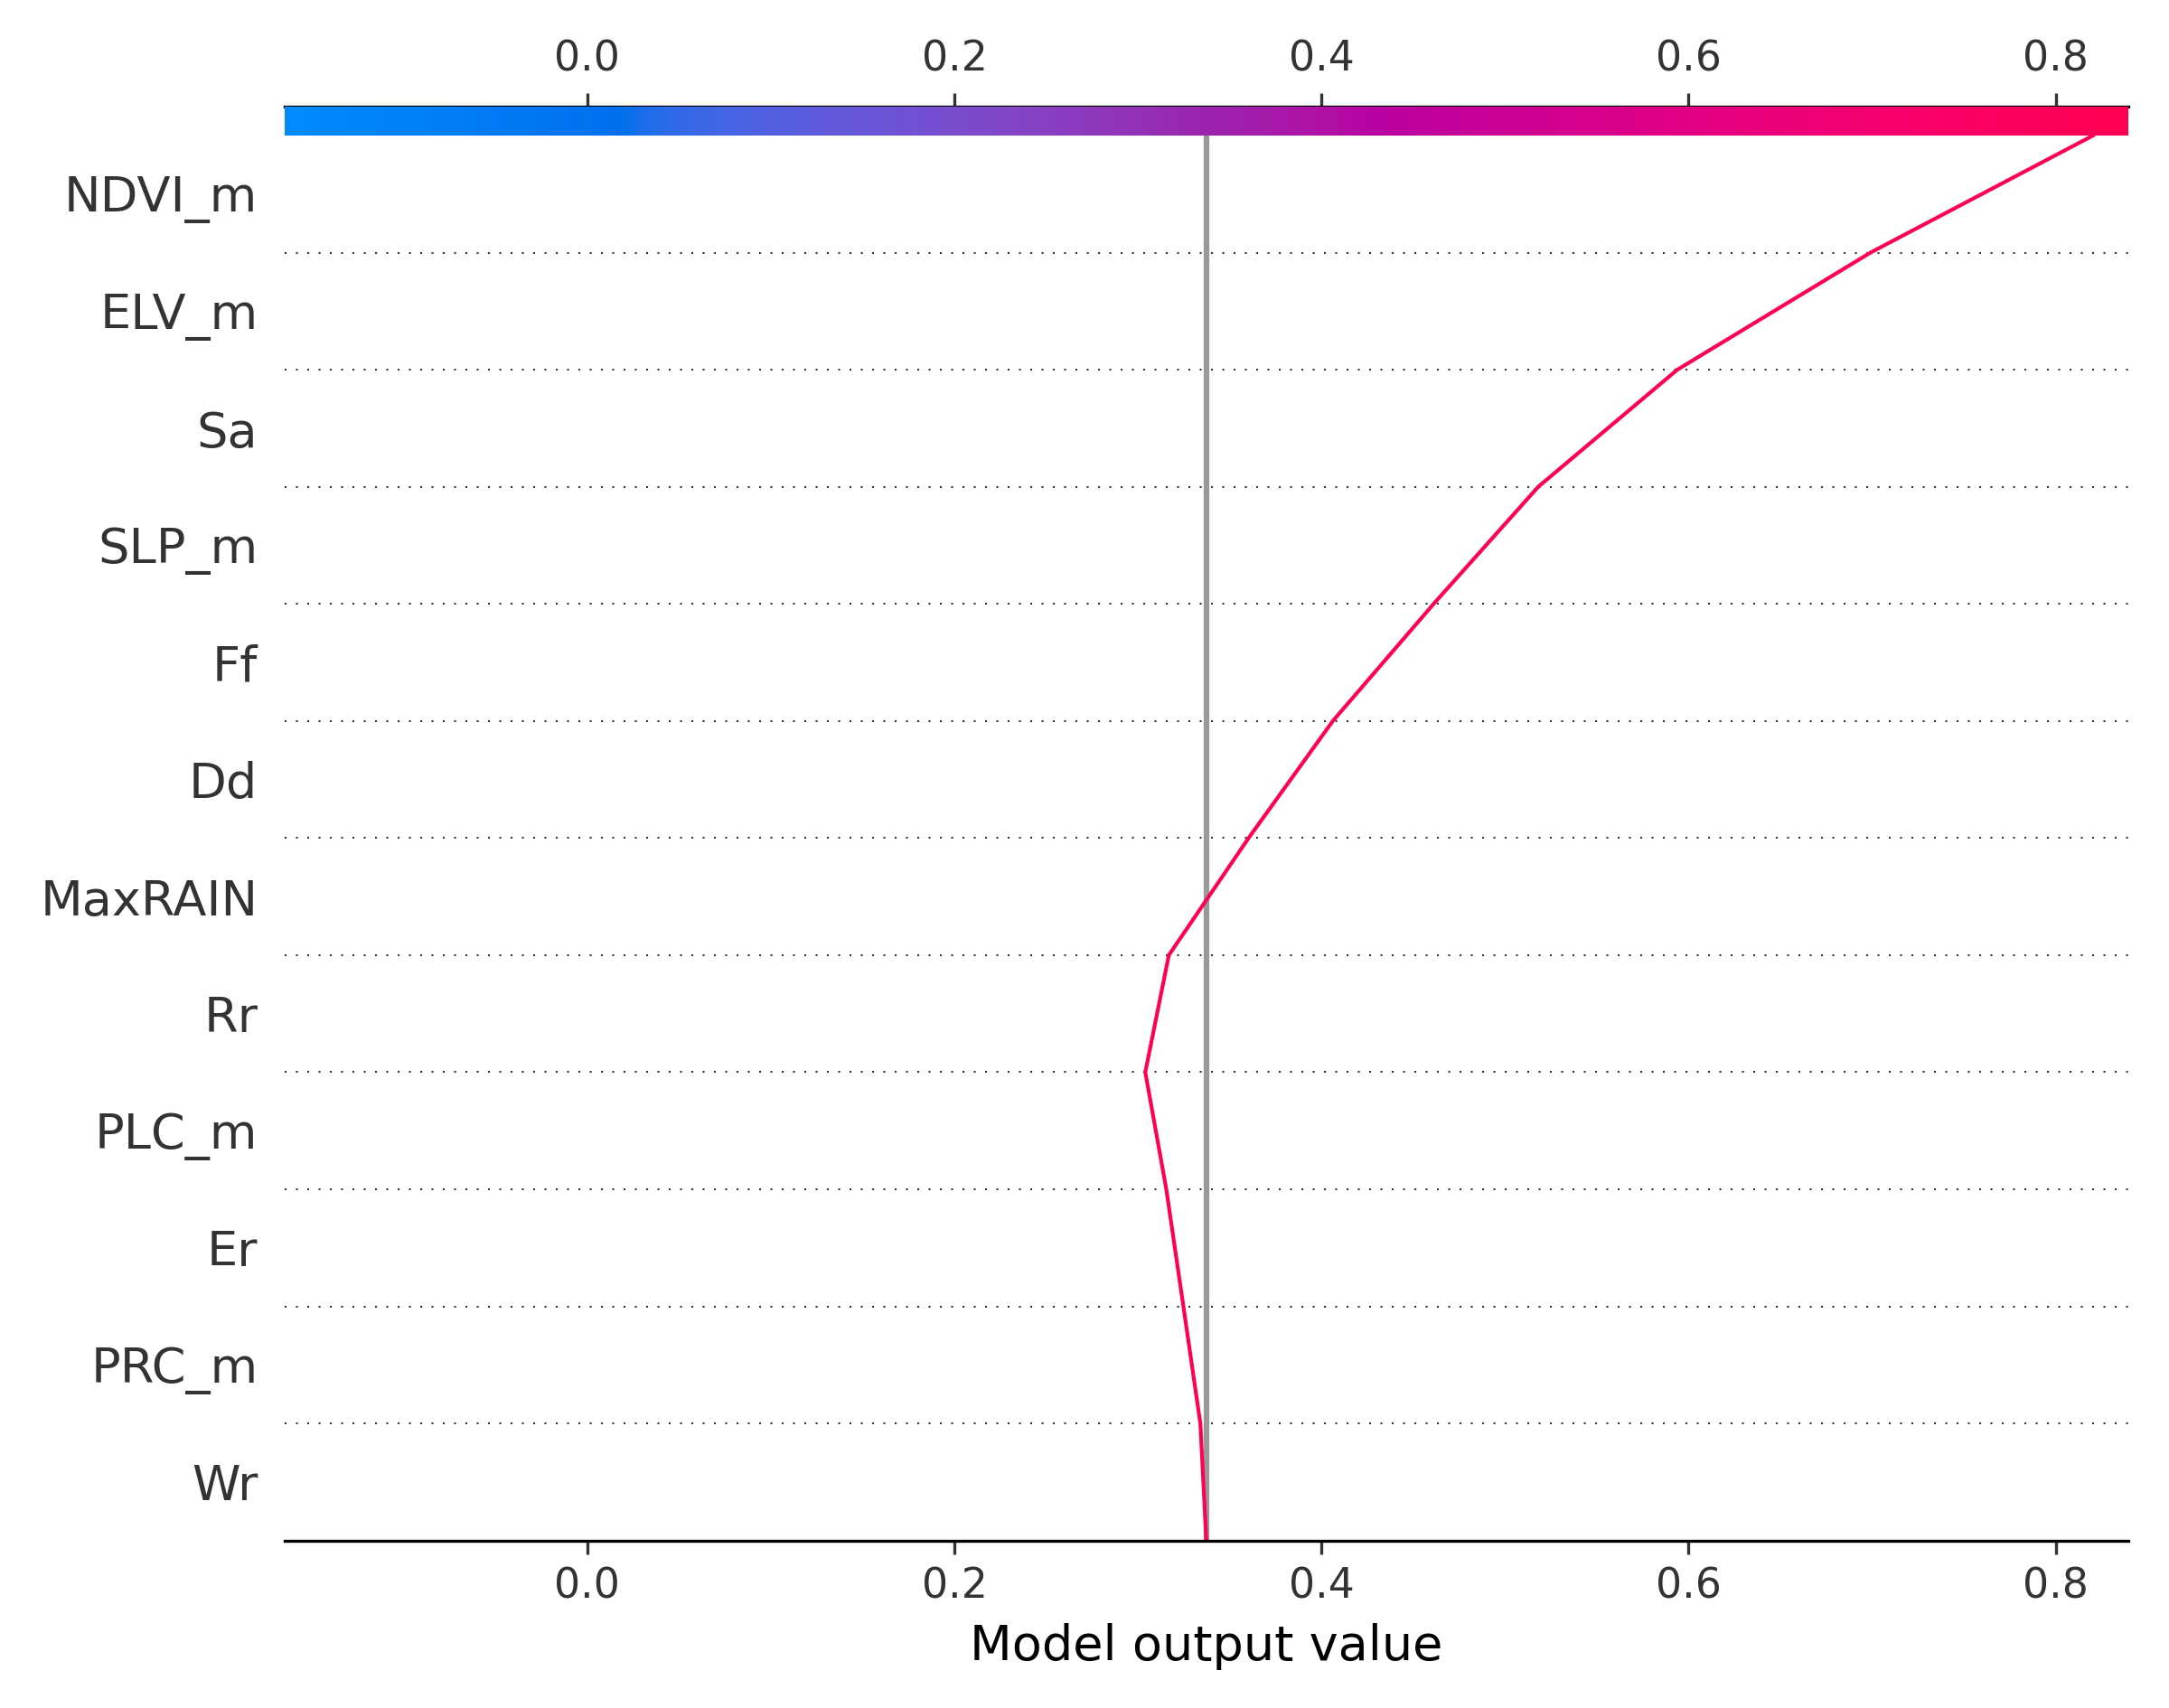 0.0 0.2 0.4 0.6 0.8
NDVI_m
ELV_m
Sa
SLP_m
Ff
Dd
MaxRAIN
Rr
PLC_m
Er
PRC_m
Wr
0.0 0.2 0.4 0.6 0.8
Model output value